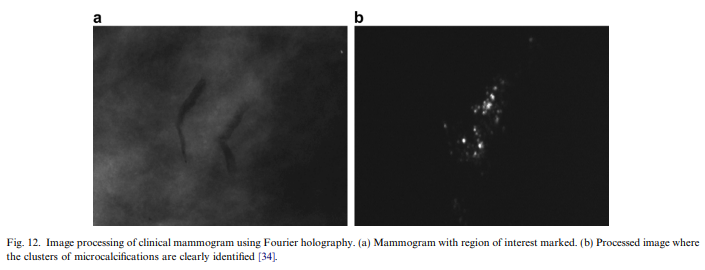 a b
Fig. 12. Image processing of clinical mammogram using Fourier holography. (a) Mammogram with region of interest marked. (b) Processed image where
the clusters of microcalcifications are clearly identified [34].